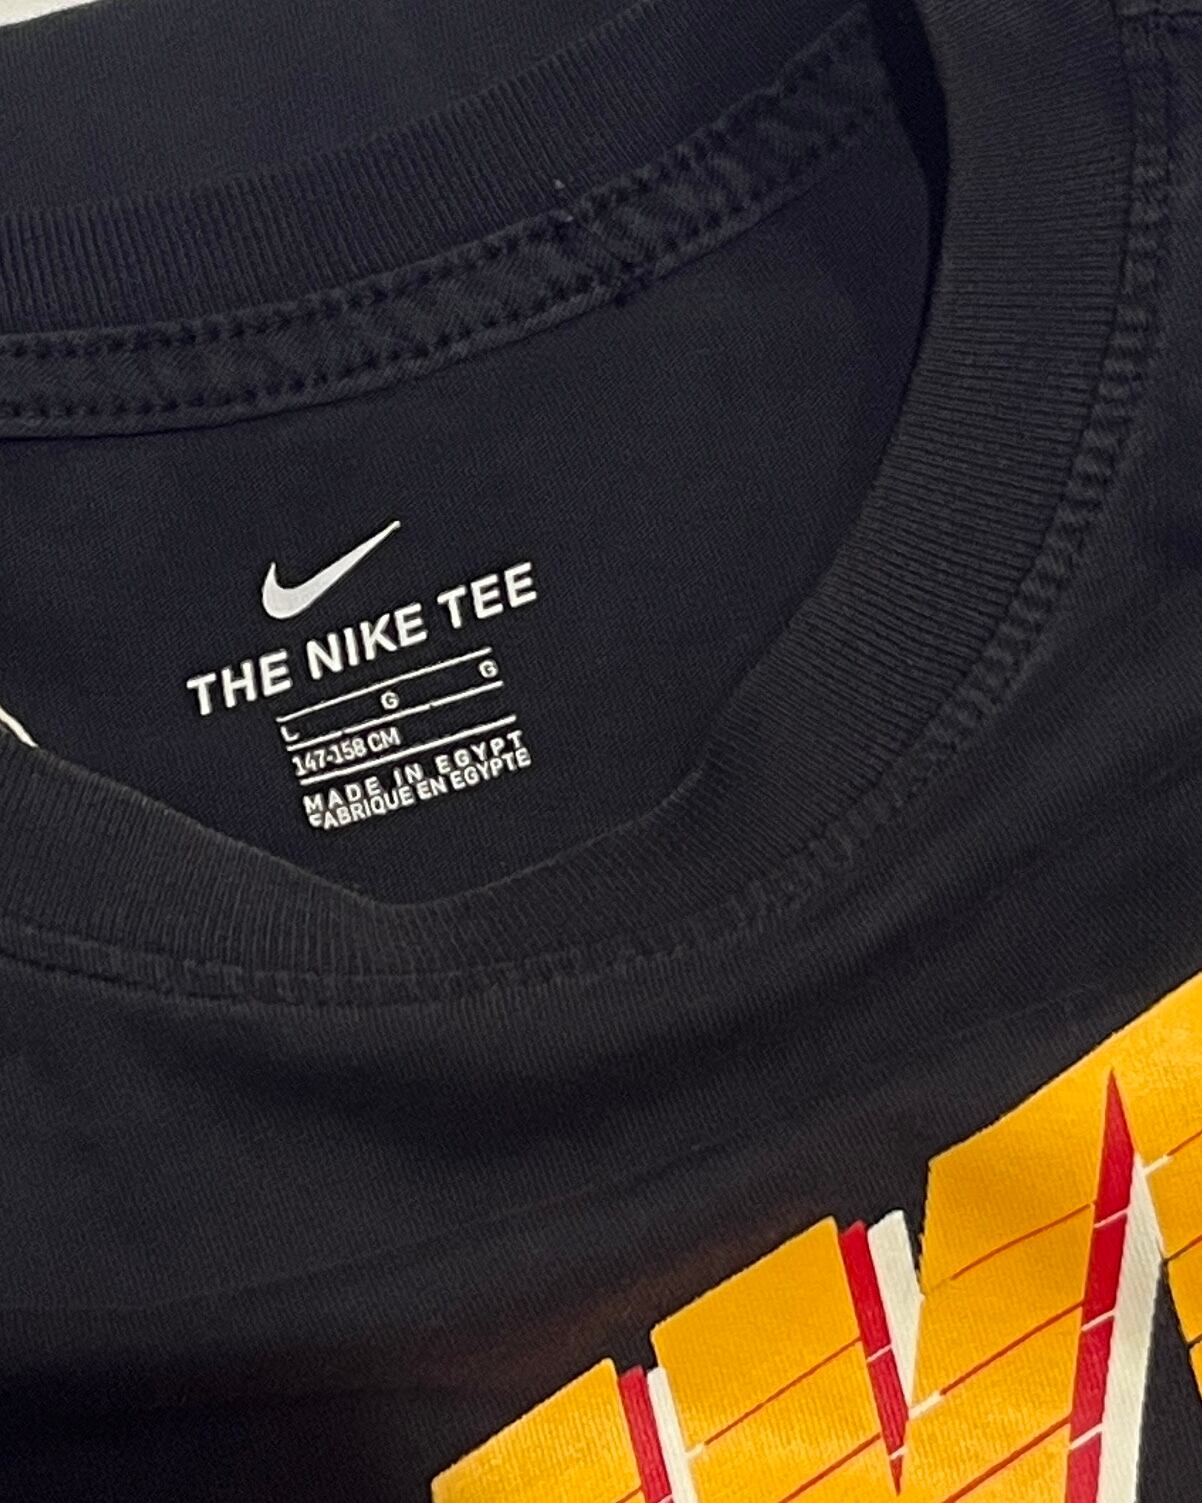 THE NIKE TEE
L G G
147-158 CM
MADE IN EGYPT
FABRIQUE EN EGYPTE